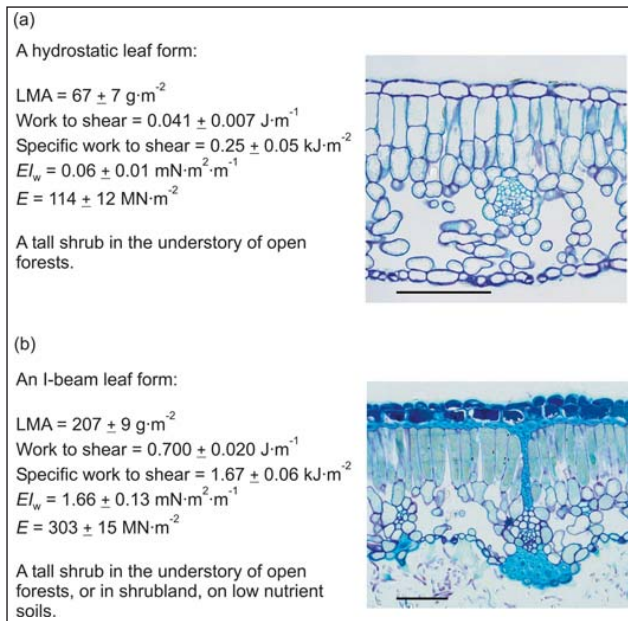 (a)
A hydrostatic leaf form:
LMA = 67 ± 7 g·m⁻²
Work to shear = 0.041 ± 0.007 J·m⁻¹
Specific work to shear = 0.25 ± 0.05 kJ·m⁻²
EIw = 0.06 ± 0.01 mN·m²·m⁻¹
E = 114 ± 12 MN·m⁻²
A tall shrub in the understory of open
forests.
(b)
An I-beam leaf form:
LMA = 207 ± 9 g·m⁻²
Work to shear = 0.700 ± 0.020 J·m⁻¹
Specific work to shear = 1.67 ± 0.06 kJ·m⁻²
EIw = 1.66 ± 0.13 mN·m²·m⁻¹
E = 303 ± 15 MN·m⁻²
A tall shrub in the understory of open
forests, or in shrubland, on low nutrient
soils.